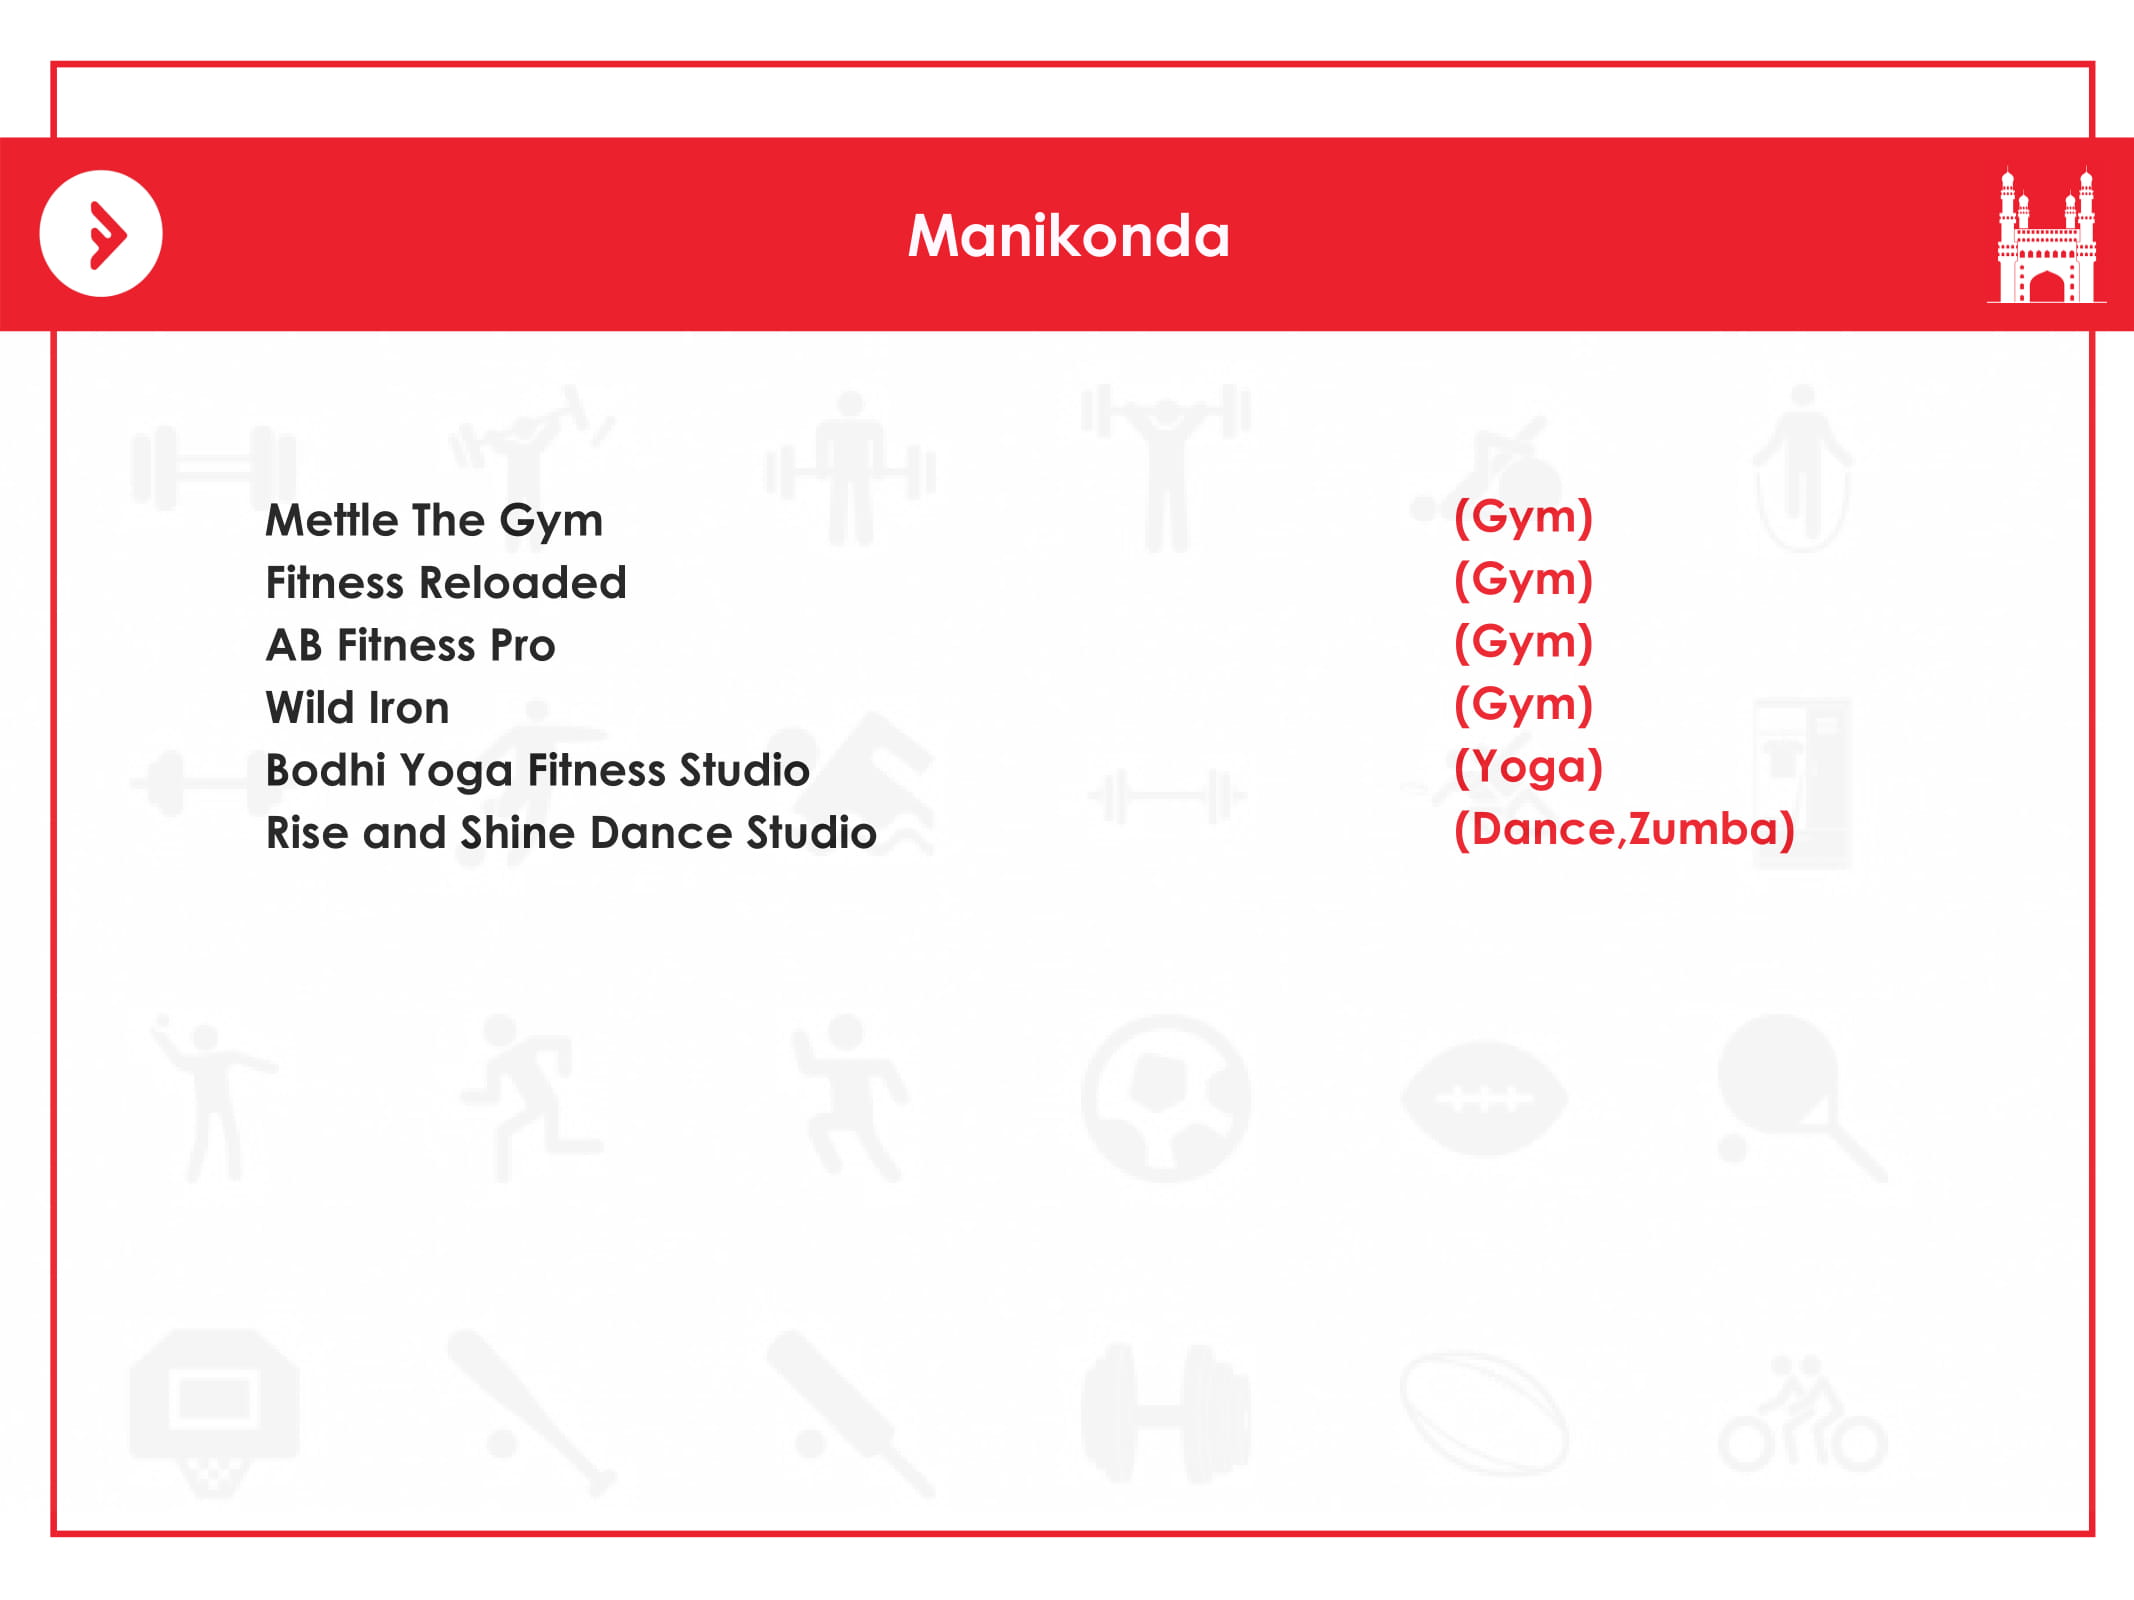 Manikonda
Mettle The Gym (Gym)
Fitness Reloaded (Gym)
AB Fitness Pro (Gym)
Wild Iron (Gym)
Bodhi Yoga Fitness Studio (Yoga)
Rise and Shine Dance Studio (Dance,Zumba)